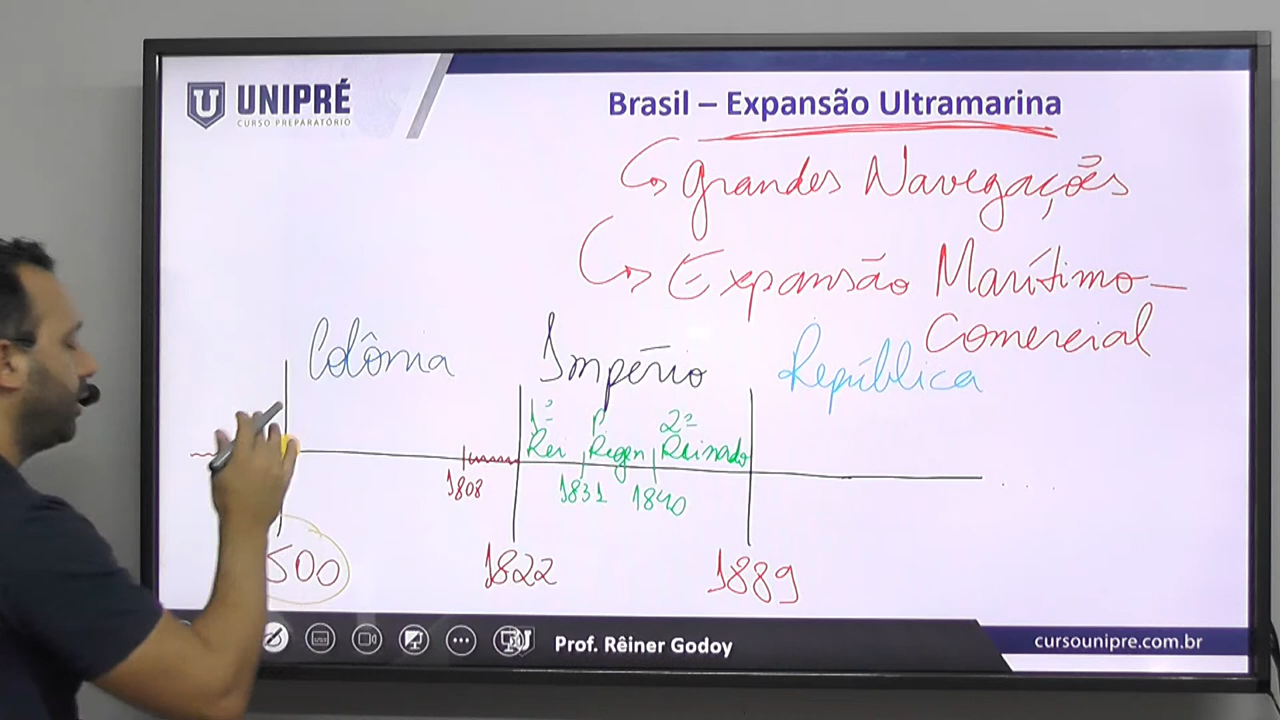 UNIPRÉ
CURSO PREPARATÓRIO
Brasil – Expansão Ultramarina
Grandes Navegações
Expansão Marítimo-
Comercial
Colônia Império República
1º P. 2º
Rei Regen Reinado
1808 1831 1840
500 1822 1889
Prof. Rêiner Godoy
cursounipre.com.br